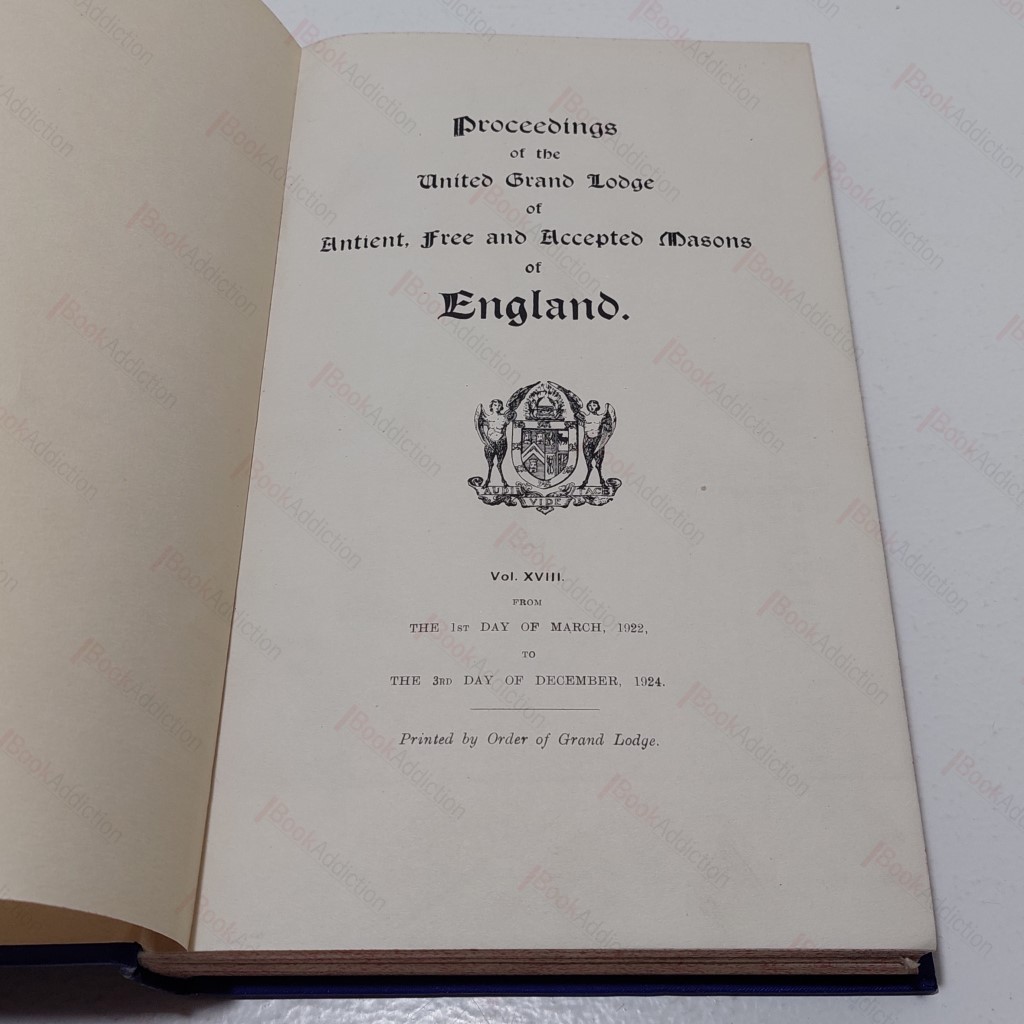 Proceedings
of the
United Grand Lodge
of
Antient, Free and Accepted Masons
of
England.
AUDI VIDE TACE
Vol. XVIII.
FROM
THE 1ST DAY OF MARCH, 1922,
TO
THE 3RD DAY OF DECEMBER, 1924.
Printed by Order of Grand Lodge.
BookAddiction